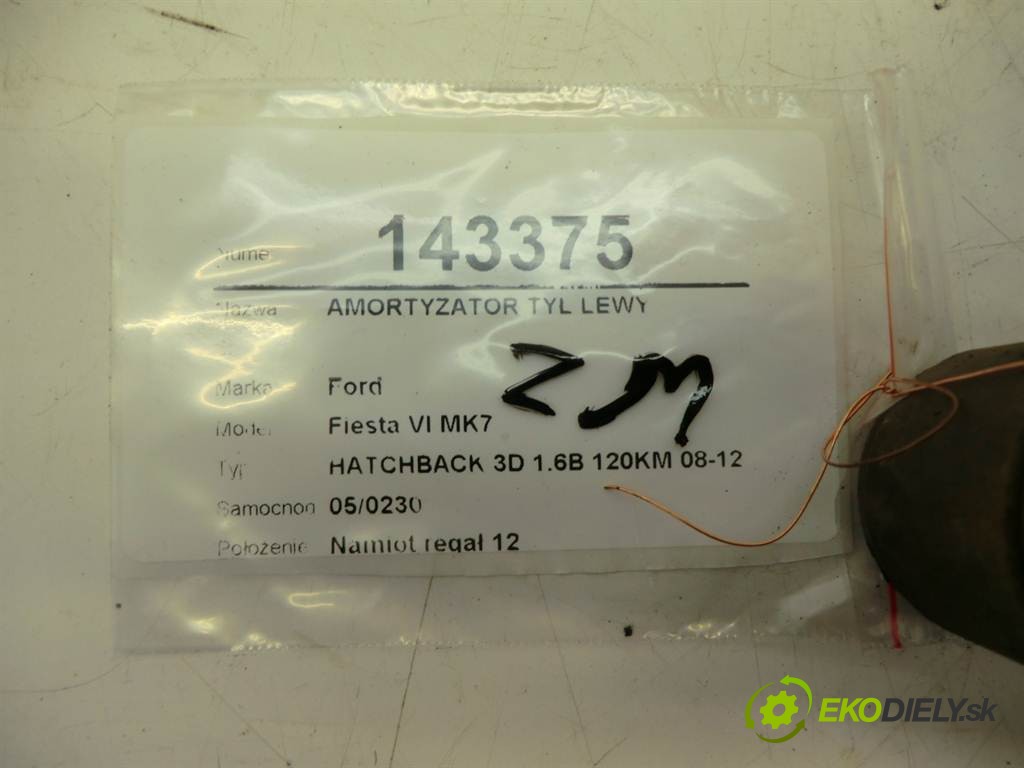 Nume 143375
Nazwa AMORTYZATOR TYL LEWY
ZM
Marka Ford
Model Fiesta VI MK7
Typ HATCHBACK 3D 1.6B 120KM 08-12
Samochod 05/0230
Położenie Namiot regał 12
EKODIELY.sk